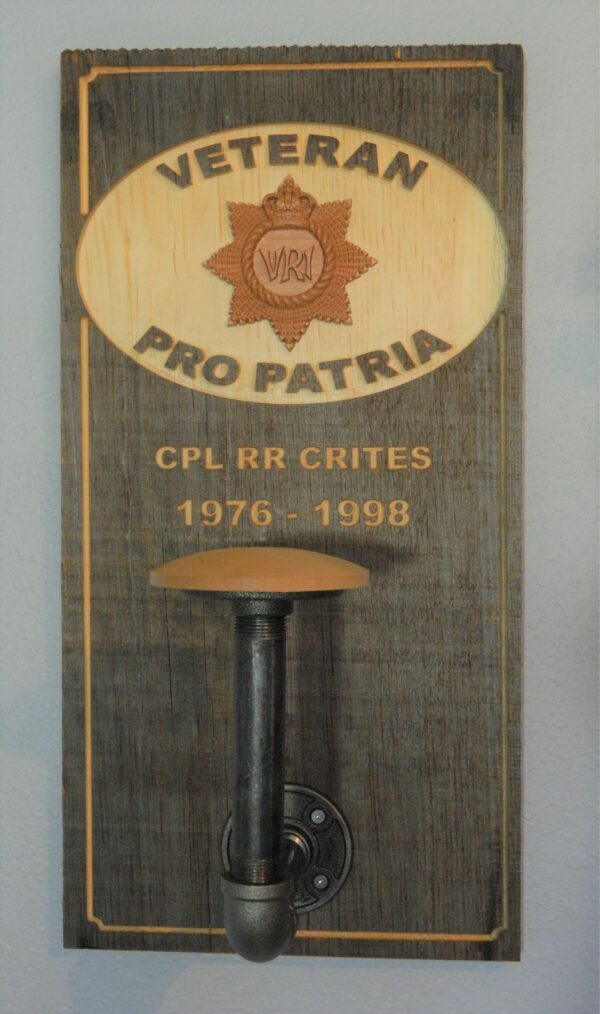 VETERAN
VRI
PRO PATRIA
CPL RR CRITES
1976 - 1998